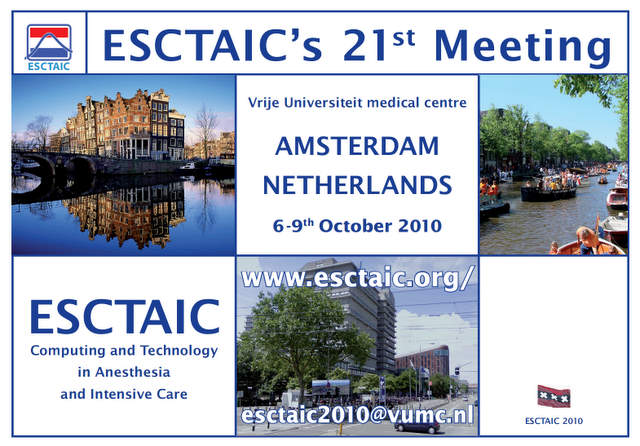 ESCTAIC
ESCTAIC's 21st Meeting
Vrije Universiteit medical centre
AMSTERDAM
NETHERLANDS
6-9th October 2010
ESCTAIC
Computing and Technology
in Anesthesia
and Intensive Care
www.esctaic.org/
esctaic2010@vumc.nl
XXX
ESCTAIC 2010